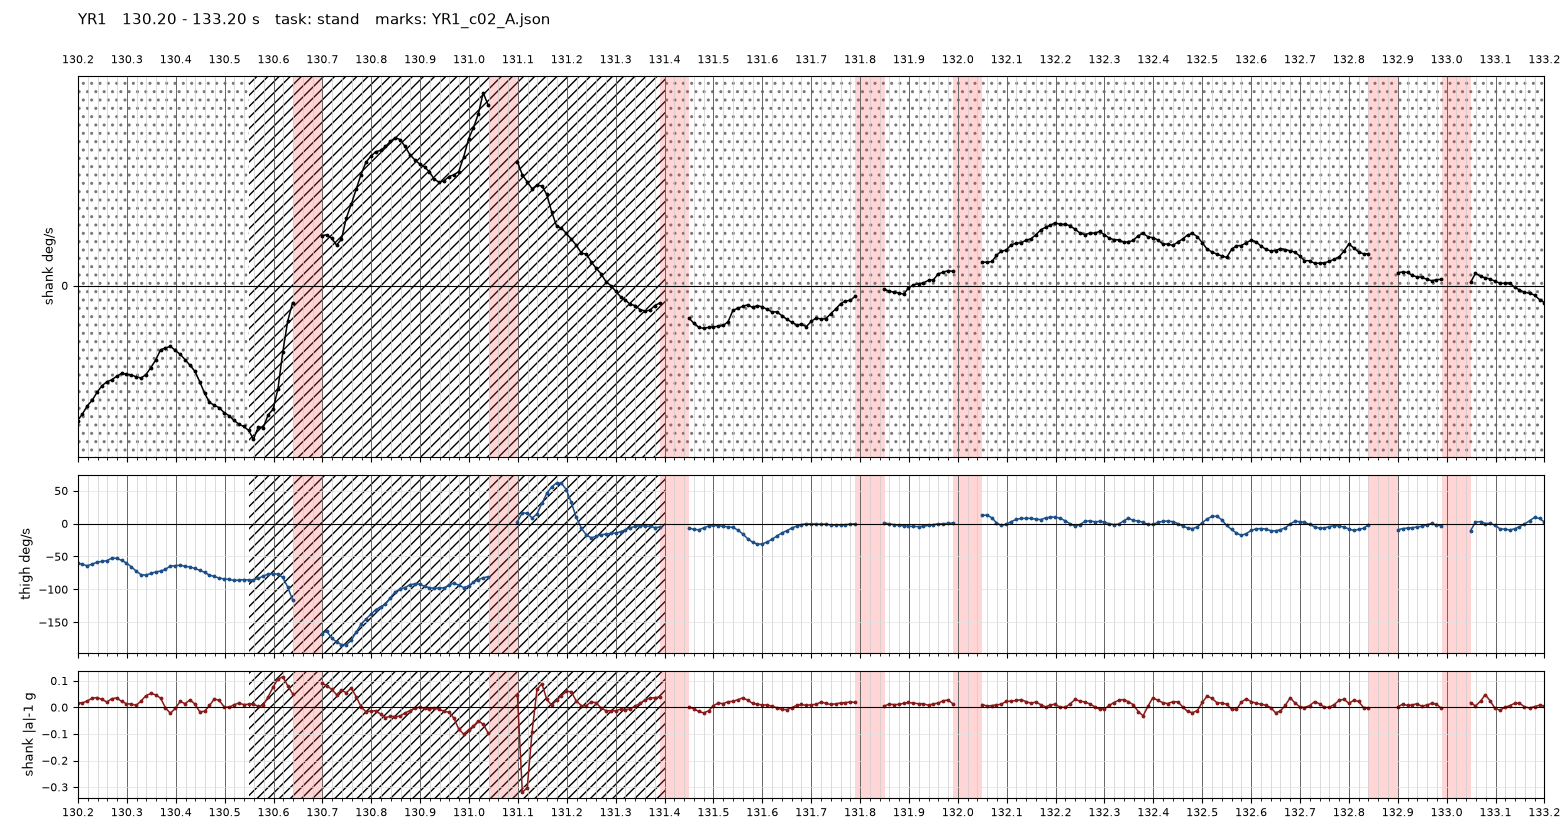 YR1   130.20 - 133.20 s   task: stand   marks: YR1_c02_A.json
130.2 130.3 130.4 130.5 130.6 130.7 130.8 130.9 131.0 131.1 131.2 131.3 131.4 131.5 131.6 131.7 131.8 131.9 132.0 132.1 132.2 132.3 132.4 132.5 132.6 132.7 132.8 132.9 133.0 133.1 133.2
shank deg/s
0
thigh deg/s
50
0
−50
−100
−150
shank |a|-1 g
0.1
0.0
−0.1
−0.2
−0.3
130.2 130.3 130.4 130.5 130.6 130.7 130.8 130.9 131.0 131.1 131.2 131.3 131.4 131.5 131.6 131.7 131.8 131.9 132.0 132.1 132.2 132.3 132.4 132.5 132.6 132.7 132.8 132.9 133.0 133.1 133.2